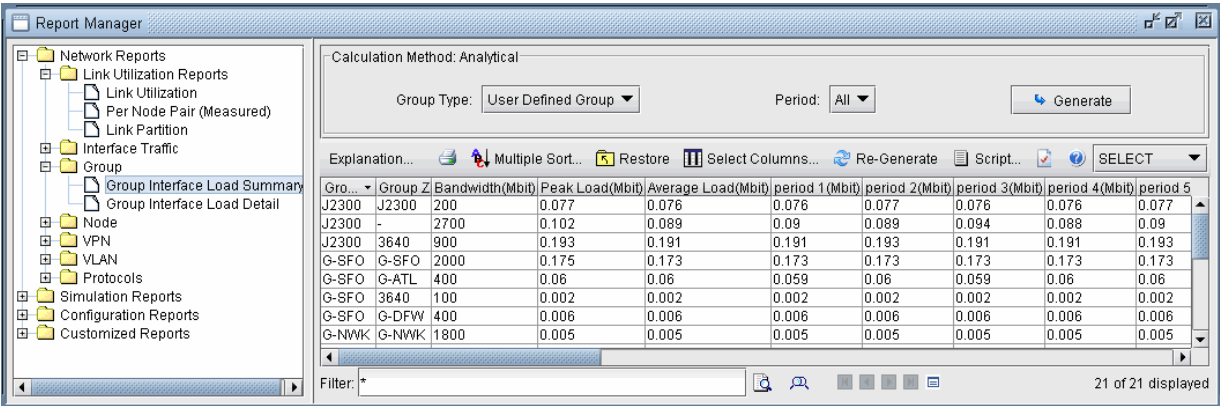 Report Manager
Network Reports
Link Utilization Reports
Link Utilization
Per Node Pair (Measured)
Link Partition
Interface Traffic
Group
Group Interface Load Summary
Group Interface Load Detail
Node
VPN
VLAN
Protocols
Simulation Reports
Configuration Reports
Customized Reports
Calculation Method: Analytical
Group Type: User Defined Group Period: All Generate
Explanation... Multiple Sort... Restore Select Columns... Re-Generate Script... SELECT
Gro... Group Z Bandwidth(Mbit) Peak Load(Mbit) Average Load(Mbit) period 1(Mbit) period 2(Mbit) period 3(Mbit) period 4(Mbit) period 5
J2300 J2300 200 0.077 0.076 0.076 0.077 0.076 0.076 0.077
J2300 - 2700 0.102 0.089 0.09 0.089 0.094 0.088 0.09
J2300 3640 900 0.193 0.191 0.191 0.193 0.191 0.191 0.193
G-SFO G-SFO 2000 0.175 0.173 0.173 0.173 0.173 0.173 0.173
G-SFO G-ATL 400 0.06 0.06 0.059 0.06 0.059 0.06 0.06
G-SFO 3640 100 0.002 0.002 0.002 0.002 0.002 0.002 0.002
G-SFO G-DFW 400 0.006 0.006 0.006 0.006 0.006 0.006 0.006
G-NWK G-NWK 1800 0.005 0.005 0.005 0.005 0.005 0.005 0.005
Filter: * 21 of 21 displayed